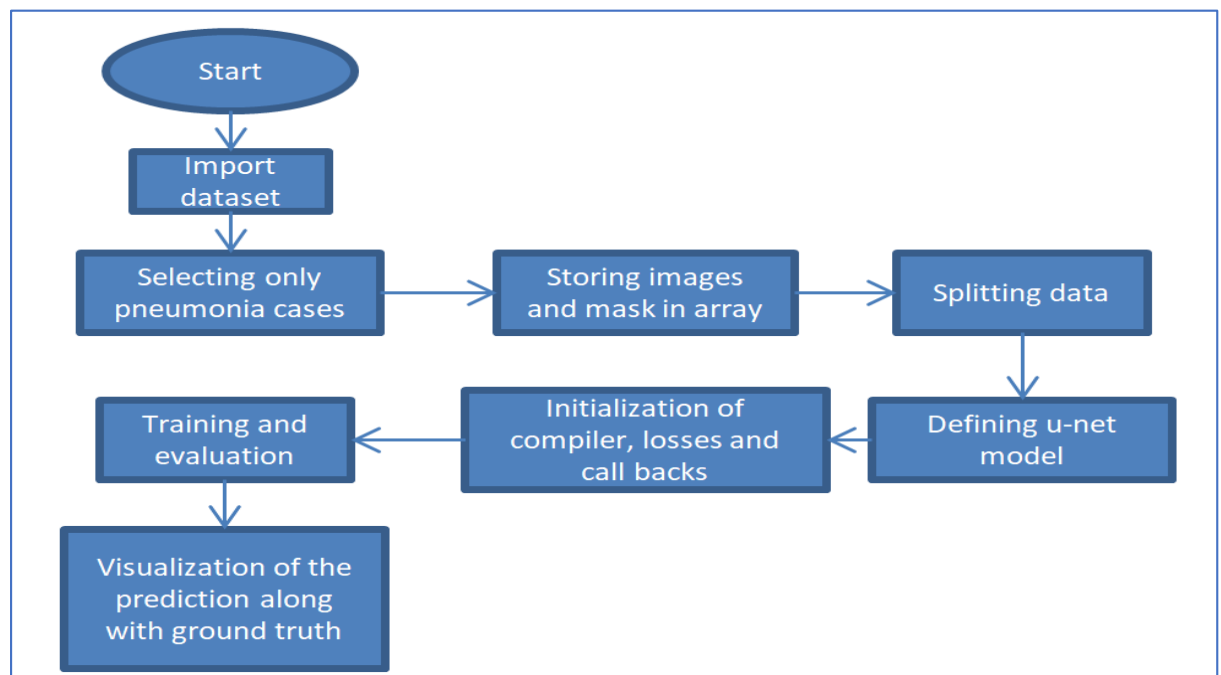 Start
Import
dataset
Selecting only
pneumonia cases
Storing images
and mask in array
Splitting data
Defining u-net
model
Initialization of
compiler, losses and
call backs
Training and
evaluation
Visualization of the
prediction along
with ground truth